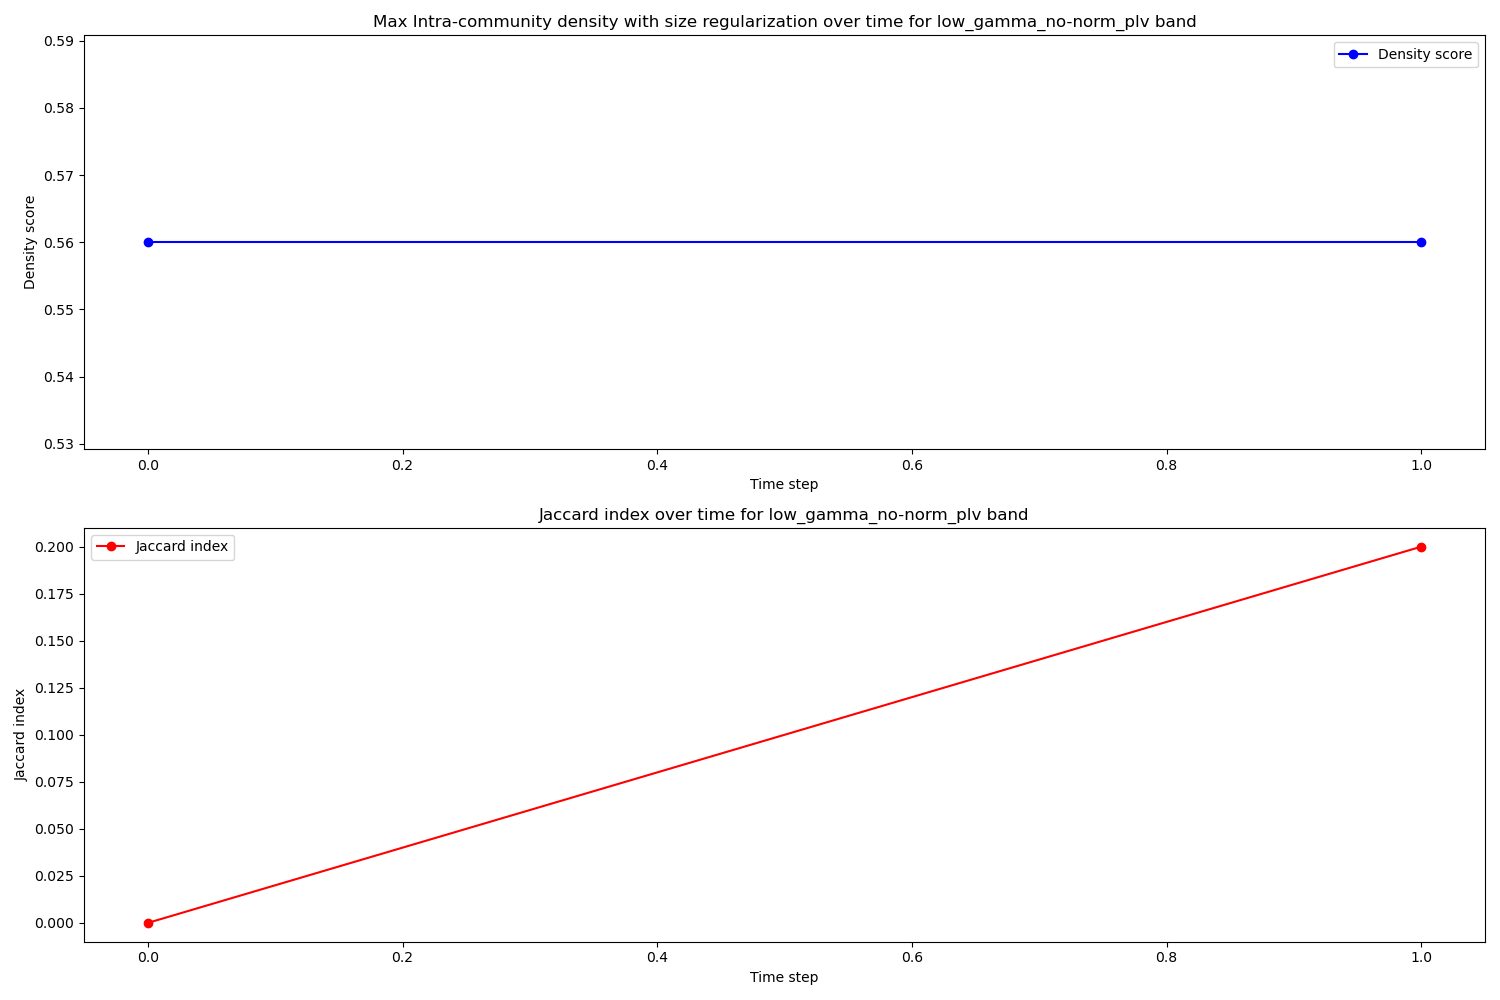 Max Intra-community density with size regularization over time for low_gamma_no-norm_plv band
Density score
0.59
0.58
0.57
0.56
0.55
0.54
0.53
Density score
0.0 0.2 0.4 0.6 0.8 1.0
Time step
Jaccard index over time for low_gamma_no-norm_plv band
Jaccard index
0.200
0.175
0.150
0.125
0.100
0.075
0.050
0.025
0.000
Jaccard index
0.0 0.2 0.4 0.6 0.8 1.0
Time step